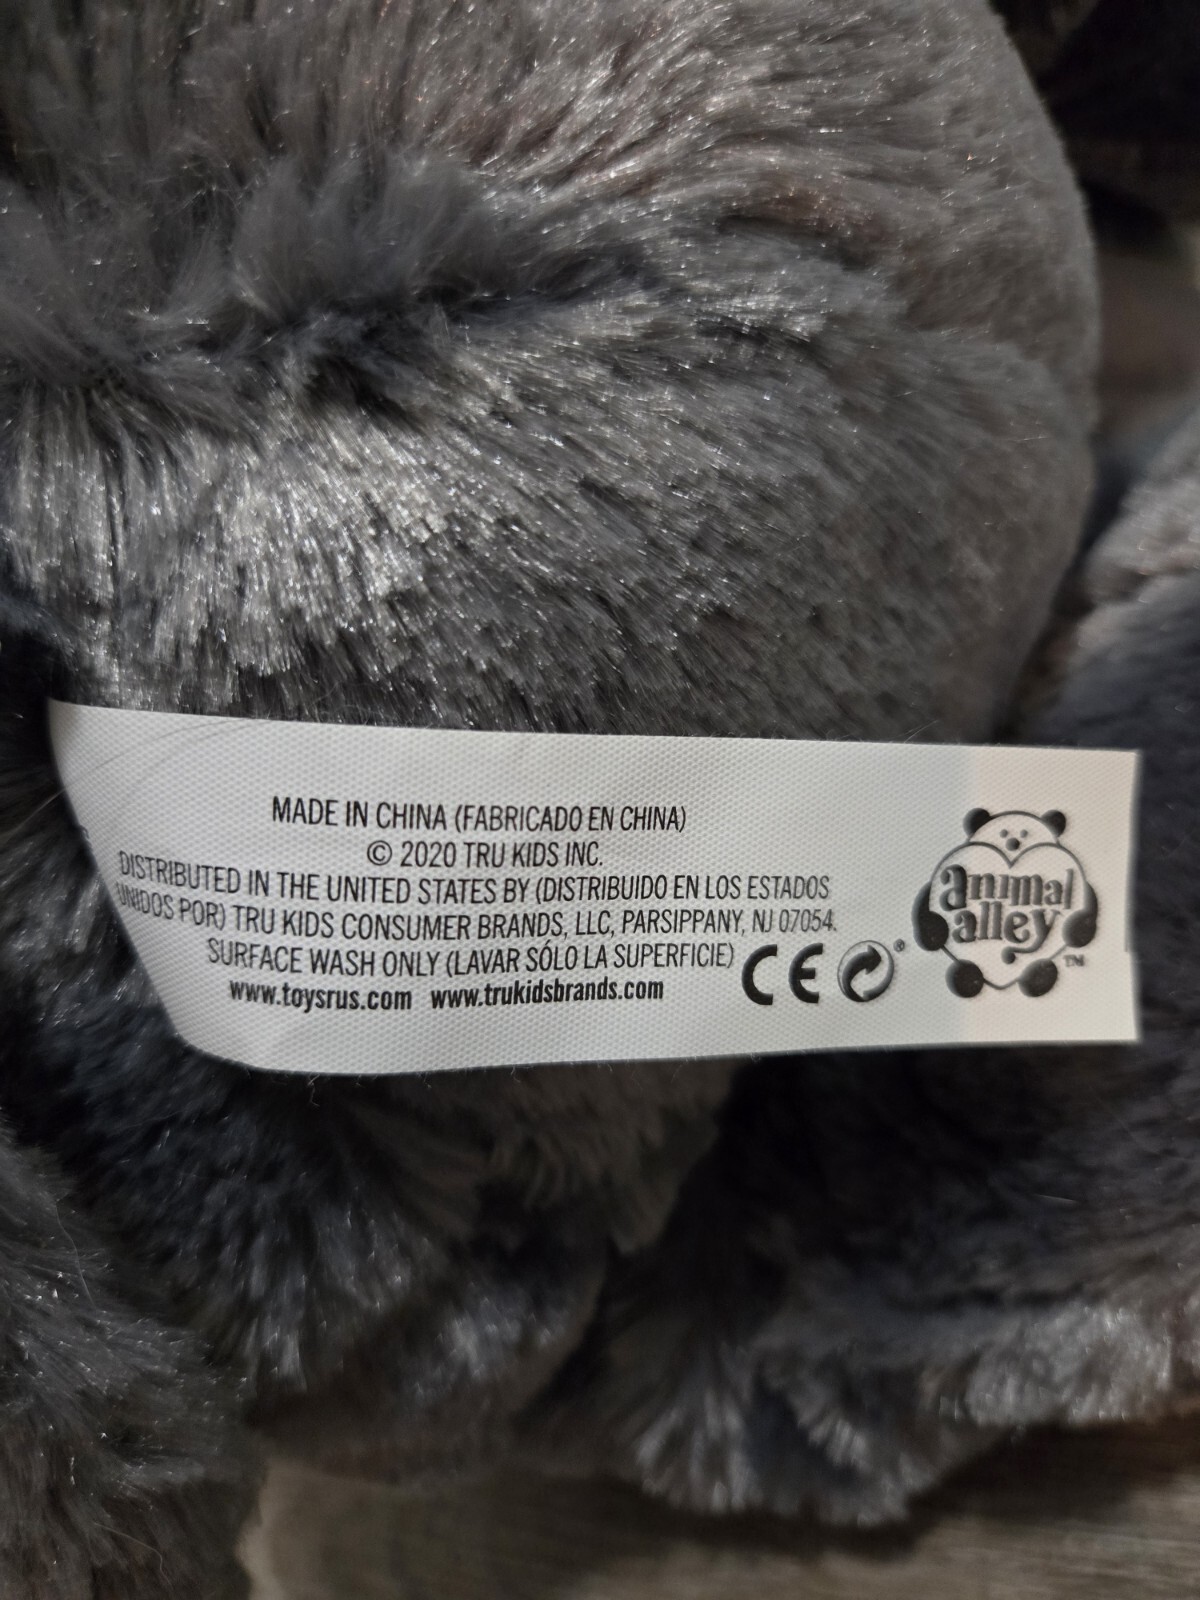 MADE IN CHINA (FABRICADO EN CHINA)
© 2020 TRU KIDS INC.
DISTRIBUTED IN THE UNITED STATES BY (DISTRIBUIDO EN LOS ESTADOS
UNIDOS POR) TRU KIDS CONSUMER BRANDS, LLC, PARSIPPANY, NJ 07054.
SURFACE WASH ONLY (LAVAR SÓLO LA SUPERFICIE)
www.toysrus.com www.trukidsbrands.com
CE ®
animal
alley™